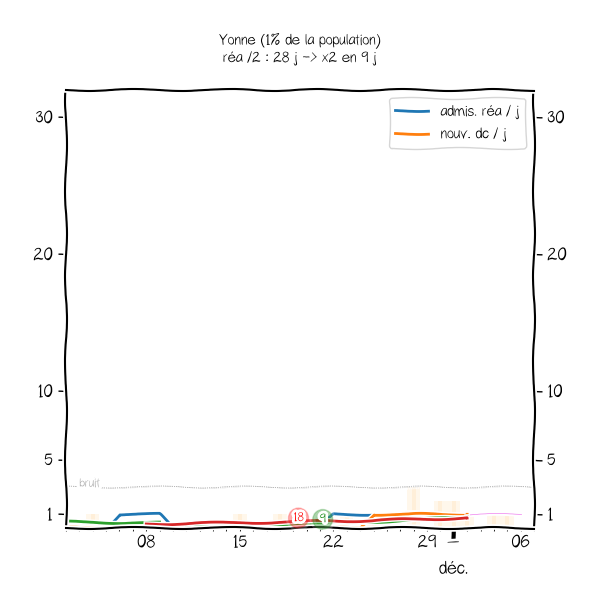 Yonne (1% de la population)
réa /2 : 28 j -> x2 en 9 j
admis. réa / j
nouv. dc / j
30
30
20
20
10
10
5
5
bruit
1
18
9
1
08
15
22
29
06
déc.